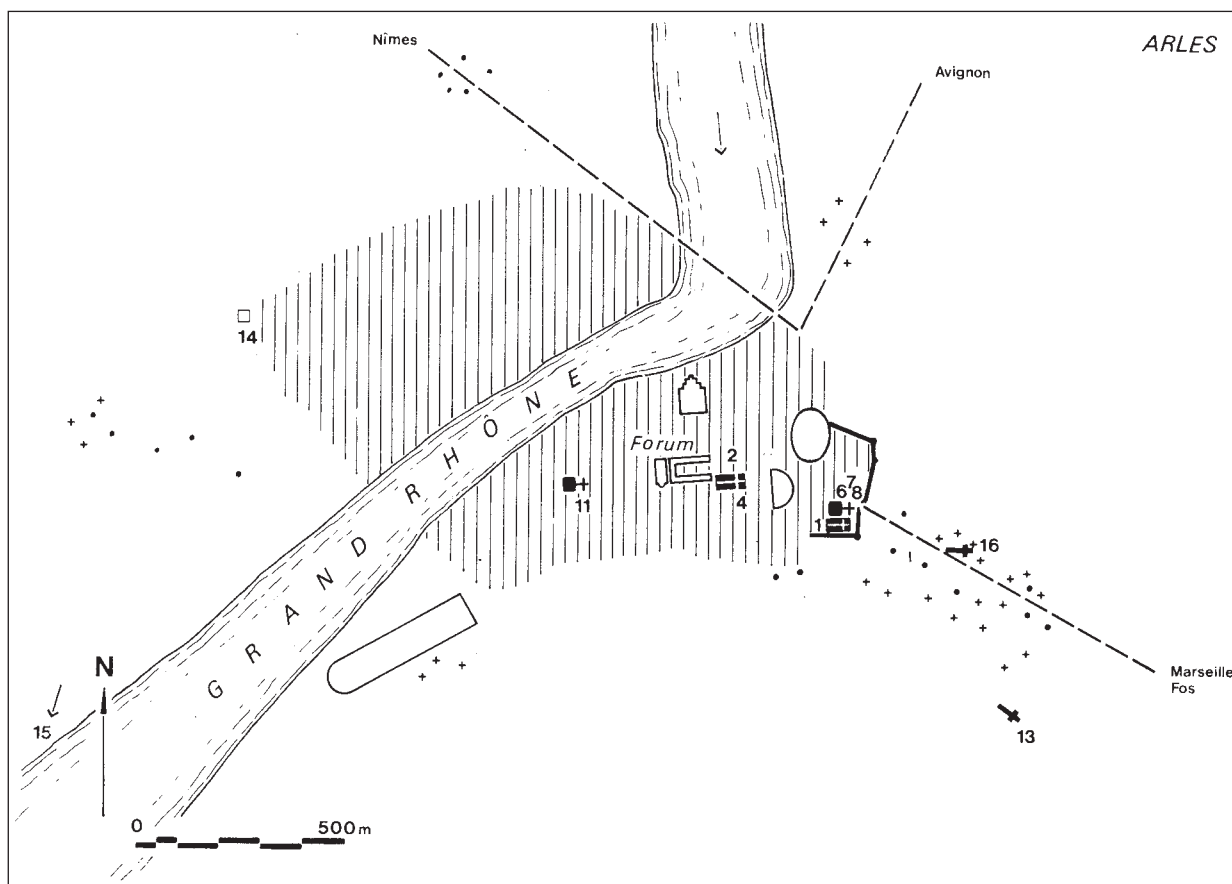 ARLES
Nîmes
Avignon
14
GRAND RHÔNE
Forum
2
4
11
7
6 8
1
16
Marseille
Fos
13
N
15
0 500 m